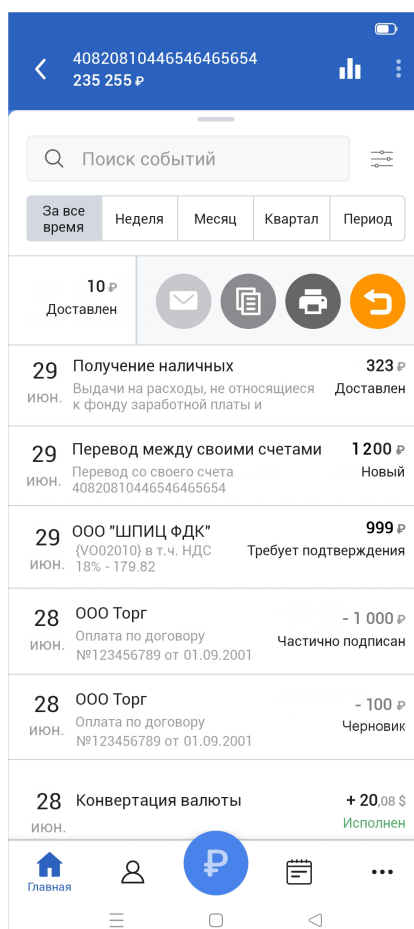 40820810446546465654
235 255 ₽
Поиск событий
За все
время
Неделя
Месяц
Квартал
Период
10 ₽
Доставлен
29
июн.
Получение наличных
Выдачи на расходы, не относящиеся
к фонду заработной платы и
323 ₽
Доставлен
29
июн.
Перевод между своими счетами
Перевод со своего счета
40820810446546465654
1200 ₽
Новый
29
июн.
ООО "ШПИЦ ФДК"
{VO02010} в т.ч. НДС
18% - 179.82
999 ₽
Требует подтверждения
28
июн.
ООО Торг
Оплата по договору
№123456789 от 01.09.2001
- 1 000 ₽
Частично подписан
28
июн.
ООО Торг
Оплата по договору
№123456789 от 01.09.2001
- 100 ₽
Черновик
28
июн.
Конвертация валюты
+ 20,08 $
Исполнен
₽
Главная